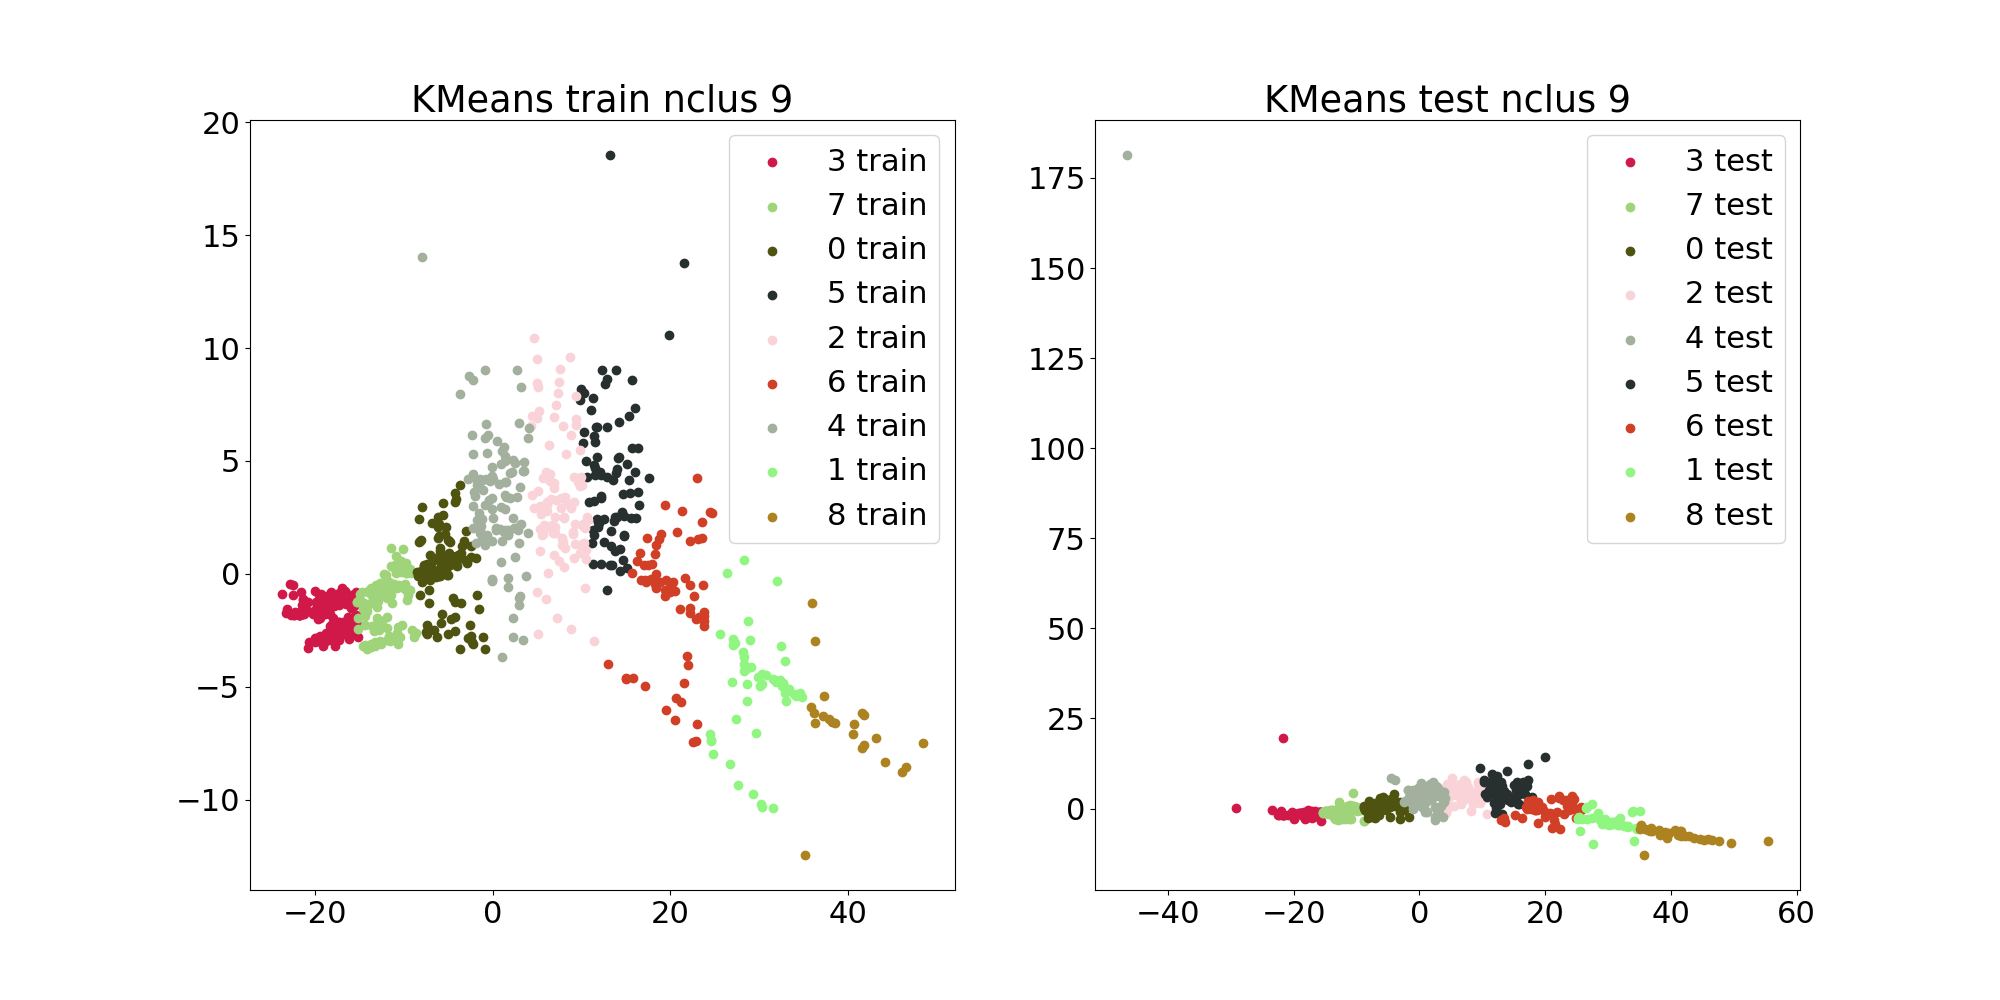 KMeans train nclus 9
20
15
10
5
0
−5
−10
−20
0
20
40
3 train
7 train
0 train
5 train
2 train
6 train
4 train
1 train
8 train
KMeans test nclus 9
175
150
125
100
75
50
25
0
−40
−20
0
20
40
60
3 test
7 test
0 test
2 test
4 test
5 test
6 test
1 test
8 test